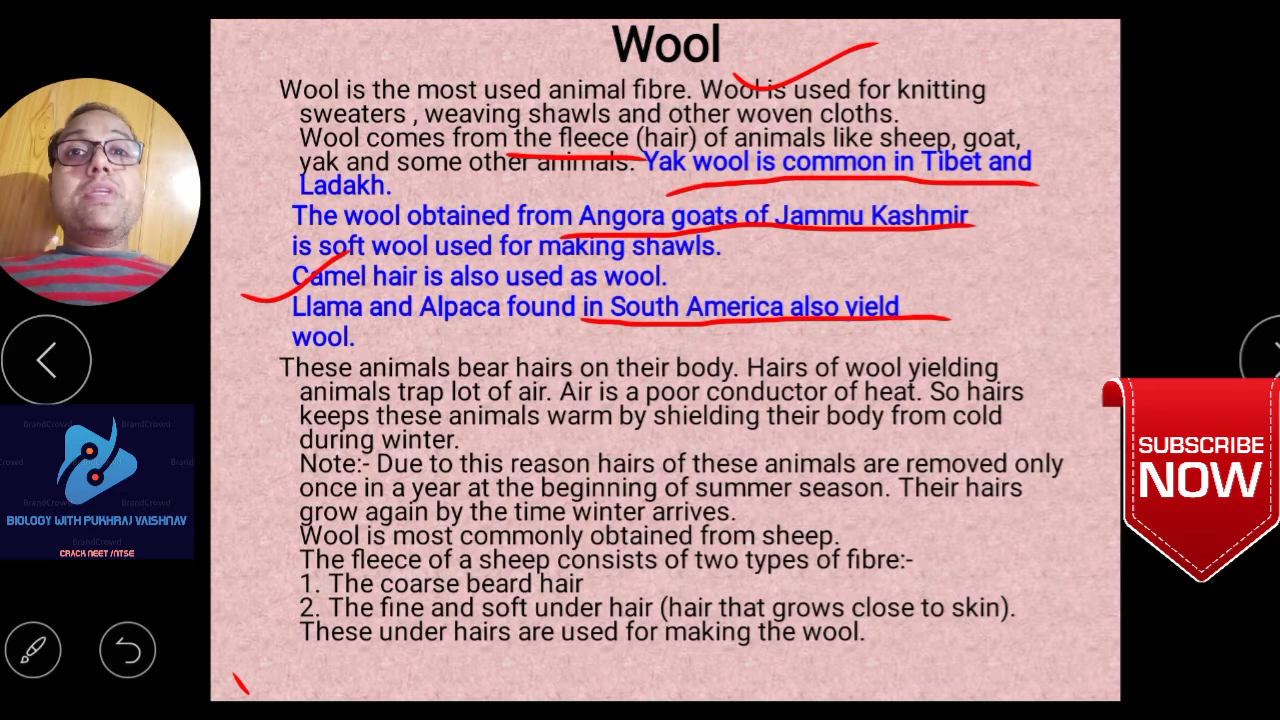 Wool
Wool is the most used animal fibre. Wool is used for knitting
sweaters , weaving shawls and other woven cloths.
Wool comes from the fleece (hair) of animals like sheep, goat,
yak and some other animals. Yak wool is common in Tibet and
Ladakh.
The wool obtained from Angora goats of Jammu Kashmir
is soft wool used for making shawls.
Camel hair is also used as wool.
Llama and Alpaca found in South America also yield
wool.
These animals bear hairs on their body. Hairs of wool yielding
animals trap lot of air. Air is a poor conductor of heat. So hairs
keeps these animals warm by shielding their body from cold
during winter.
Note:- Due to this reason hairs of these animals are removed only
once in a year at the beginning of summer season. Their hairs
grow again by the time winter arrives.
Wool is most commonly obtained from sheep.
The fleece of a sheep consists of two types of fibre:-
1. The coarse beard hair
2. The fine and soft under hair (hair that grows close to skin).
These under hairs are used for making the wool.
BrandCrowd BrandCrowd
Crowd Brand
BrandCrowd BrandCrowd
BIOLOGY WITH PUKHRAJ VAISHNAV
BrandCrowd
CRACK NEET /NTSE
SUBSCRIBE
NOW